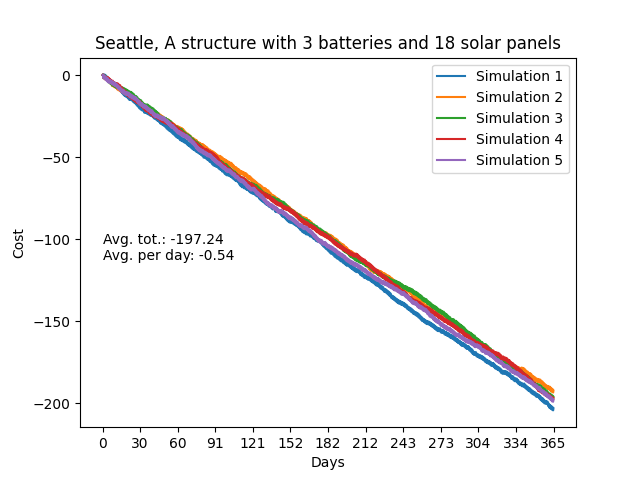 Seattle, A structure with 3 batteries and 18 solar panels
Simulation 1
Simulation 2
Simulation 3
Simulation 4
Simulation 5
Avg. tot.: -197.24
Avg. per day: -0.54
Cost
0
−50
−100
−150
−200
0 30 60 91 121 152 182 212 243 273 304 334 365
Days